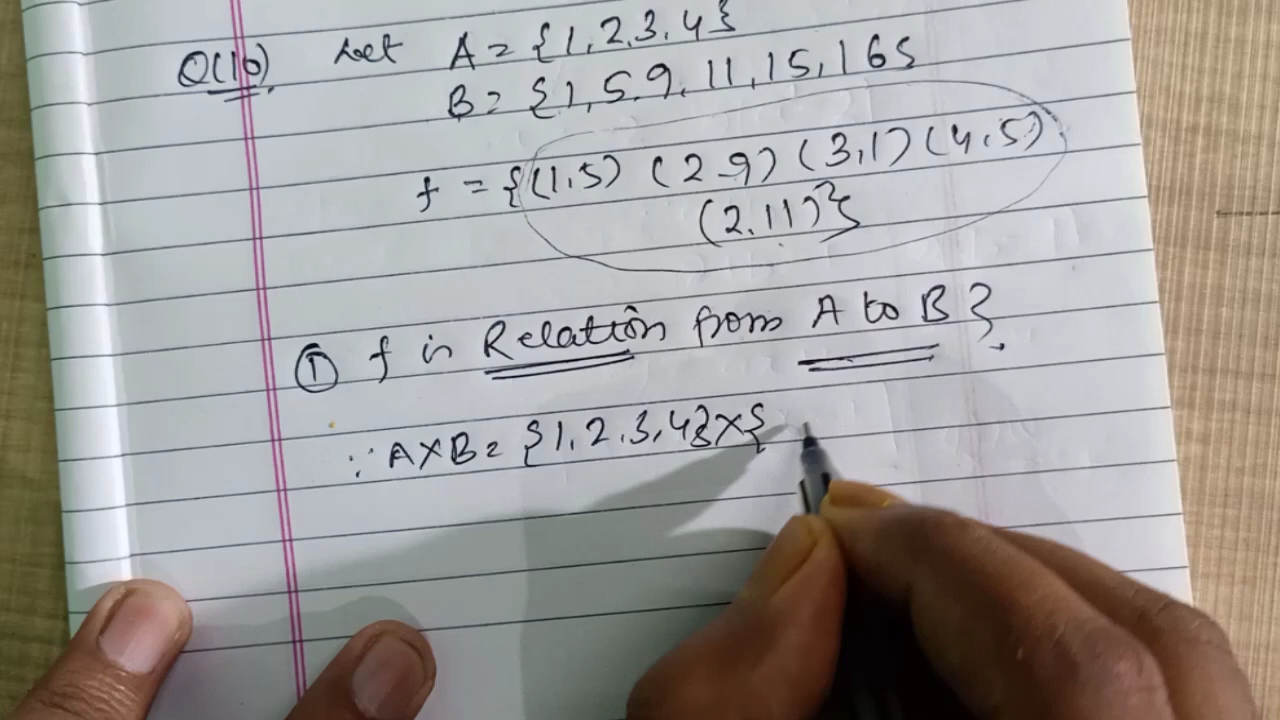 Q(16) Let A = {1, 2, 3, 4}
B = {1, 5, 9, 11, 15, 16}
f = {(1, 5) (2, 9) (3, 1) (4, 5)
(2, 11)}
① f is Relation from A to B ?
∵ A × B = {1, 2, 3, 4} × {